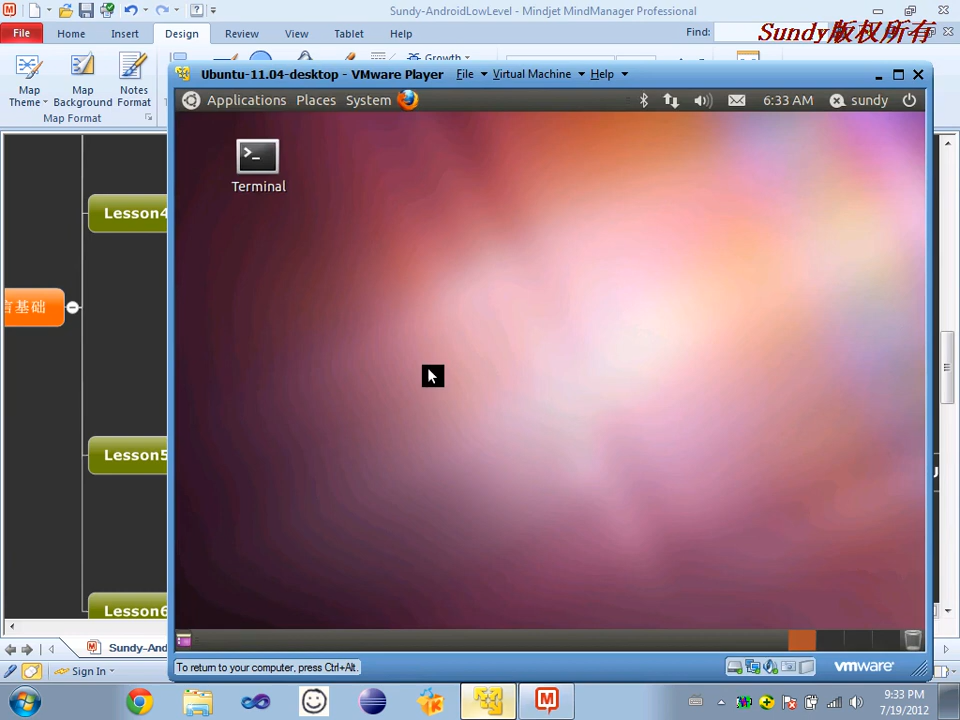 Sundy-AndroidLowLevel - Mindjet MindManager Professional
File Home Insert Design Review View Tablet Help Find:
Sundy版权所有
Map Theme
Map Background
Notes Format
Growth
Map Format
Ubuntu-11.04-desktop - VMware Player File Virtual Machine Help
Applications Places System 6:33 AM sundy
Terminal
Lesson4
言基础
Lesson5
Lesson6
Sundy-And
To return to your computer, press Ctrl+Alt.
vmware
Sign In
9:33 PM
7/19/2012